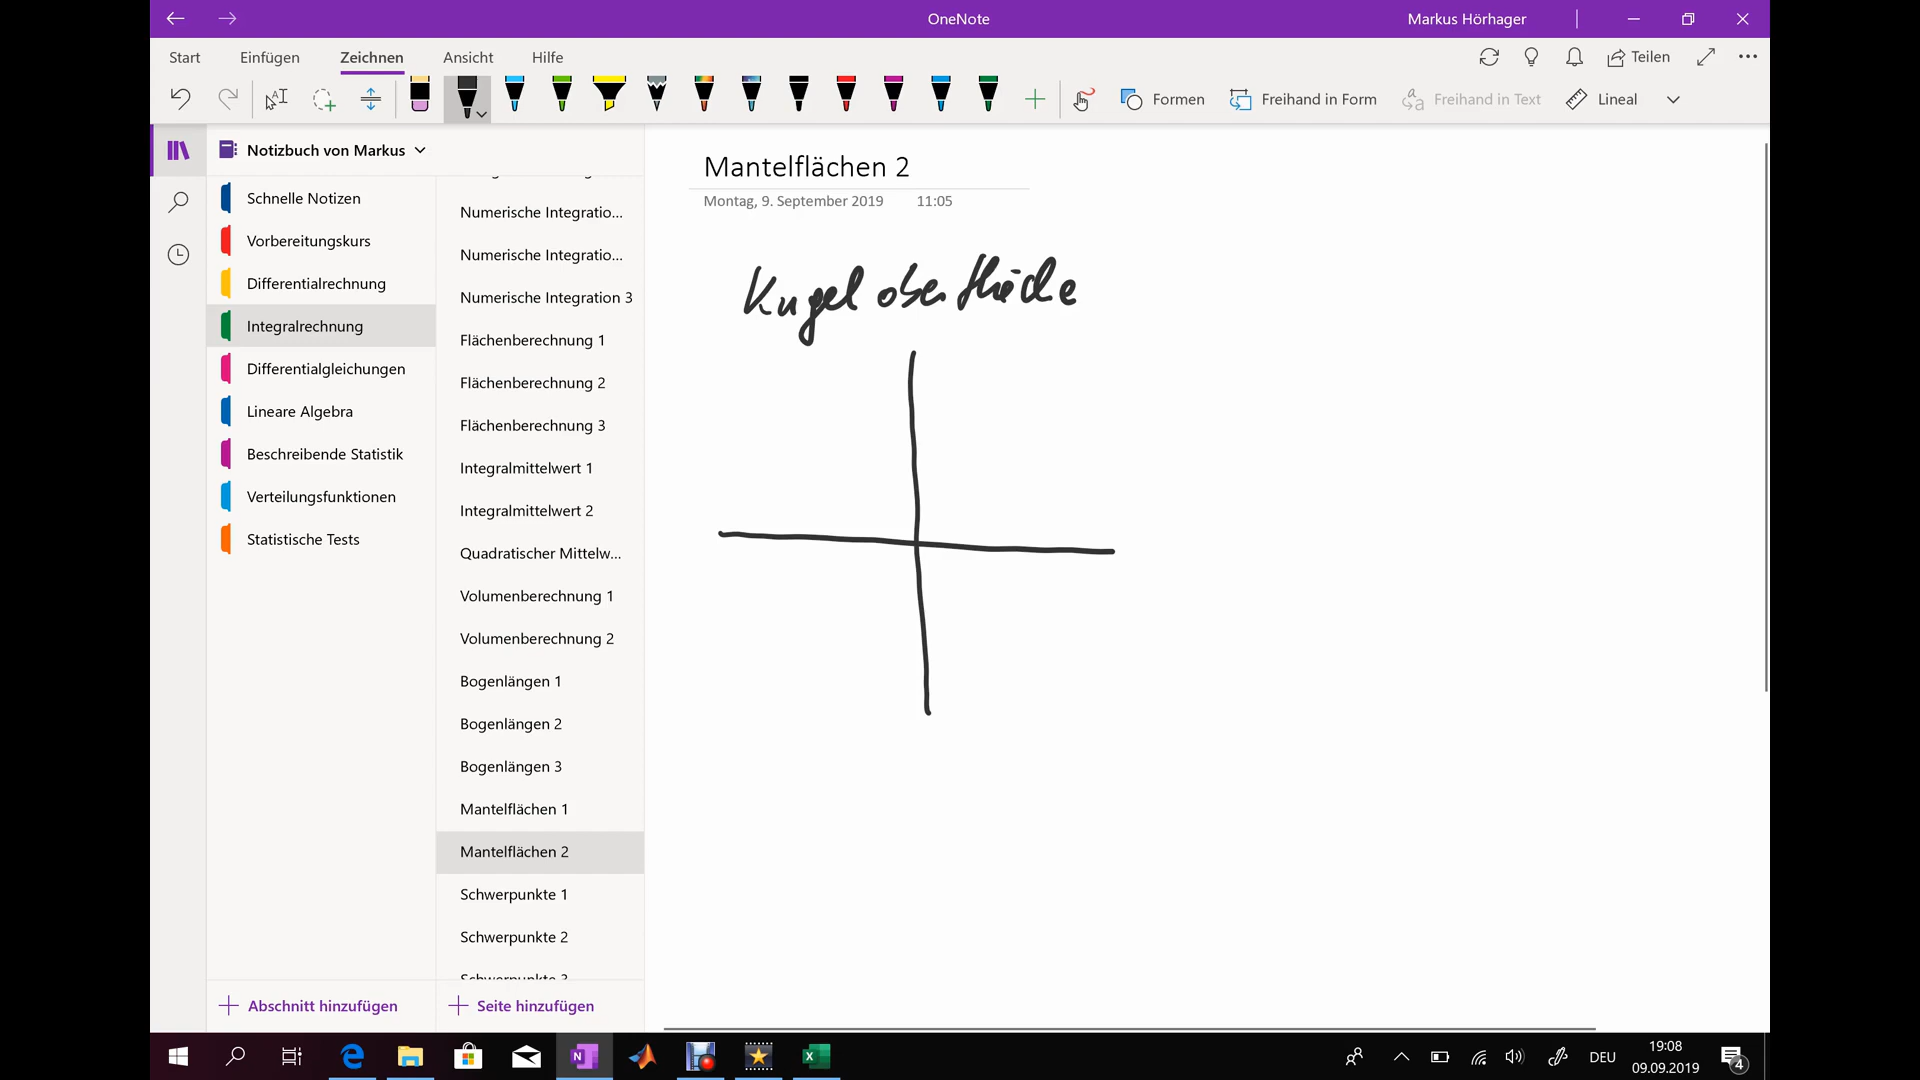 OneNote
Markus Hörhager
Start Einfügen Zeichnen Ansicht Hilfe
Teilen
Formen Freihand in Form Freihand in Text Lineal
Notizbuch von Markus
Schnelle Notizen
Vorbereitungskurs
Differentialrechnung
Integralrechnung
Differentialgleichungen
Lineare Algebra
Beschreibende Statistik
Verteilungsfunktionen
Statistische Tests
Abschnitt hinzufügen
Numerische Integratio...
Numerische Integratio...
Numerische Integration 3
Flächenberechnung 1
Flächenberechnung 2
Flächenberechnung 3
Integralmittelwert 1
Integralmittelwert 2
Quadratischer Mittelw...
Volumenberechnung 1
Volumenberechnung 2
Bogenlängen 1
Bogenlängen 2
Bogenlängen 3
Mantelflächen 1
Mantelflächen 2
Schwerpunkte 1
Schwerpunkte 2
Schwerpunkte 3
Seite hinzufügen
Mantelflächen 2
Montag, 9. September 2019 11:05
Kugeloberfläche
DEU
19:08
09.09.2019
4